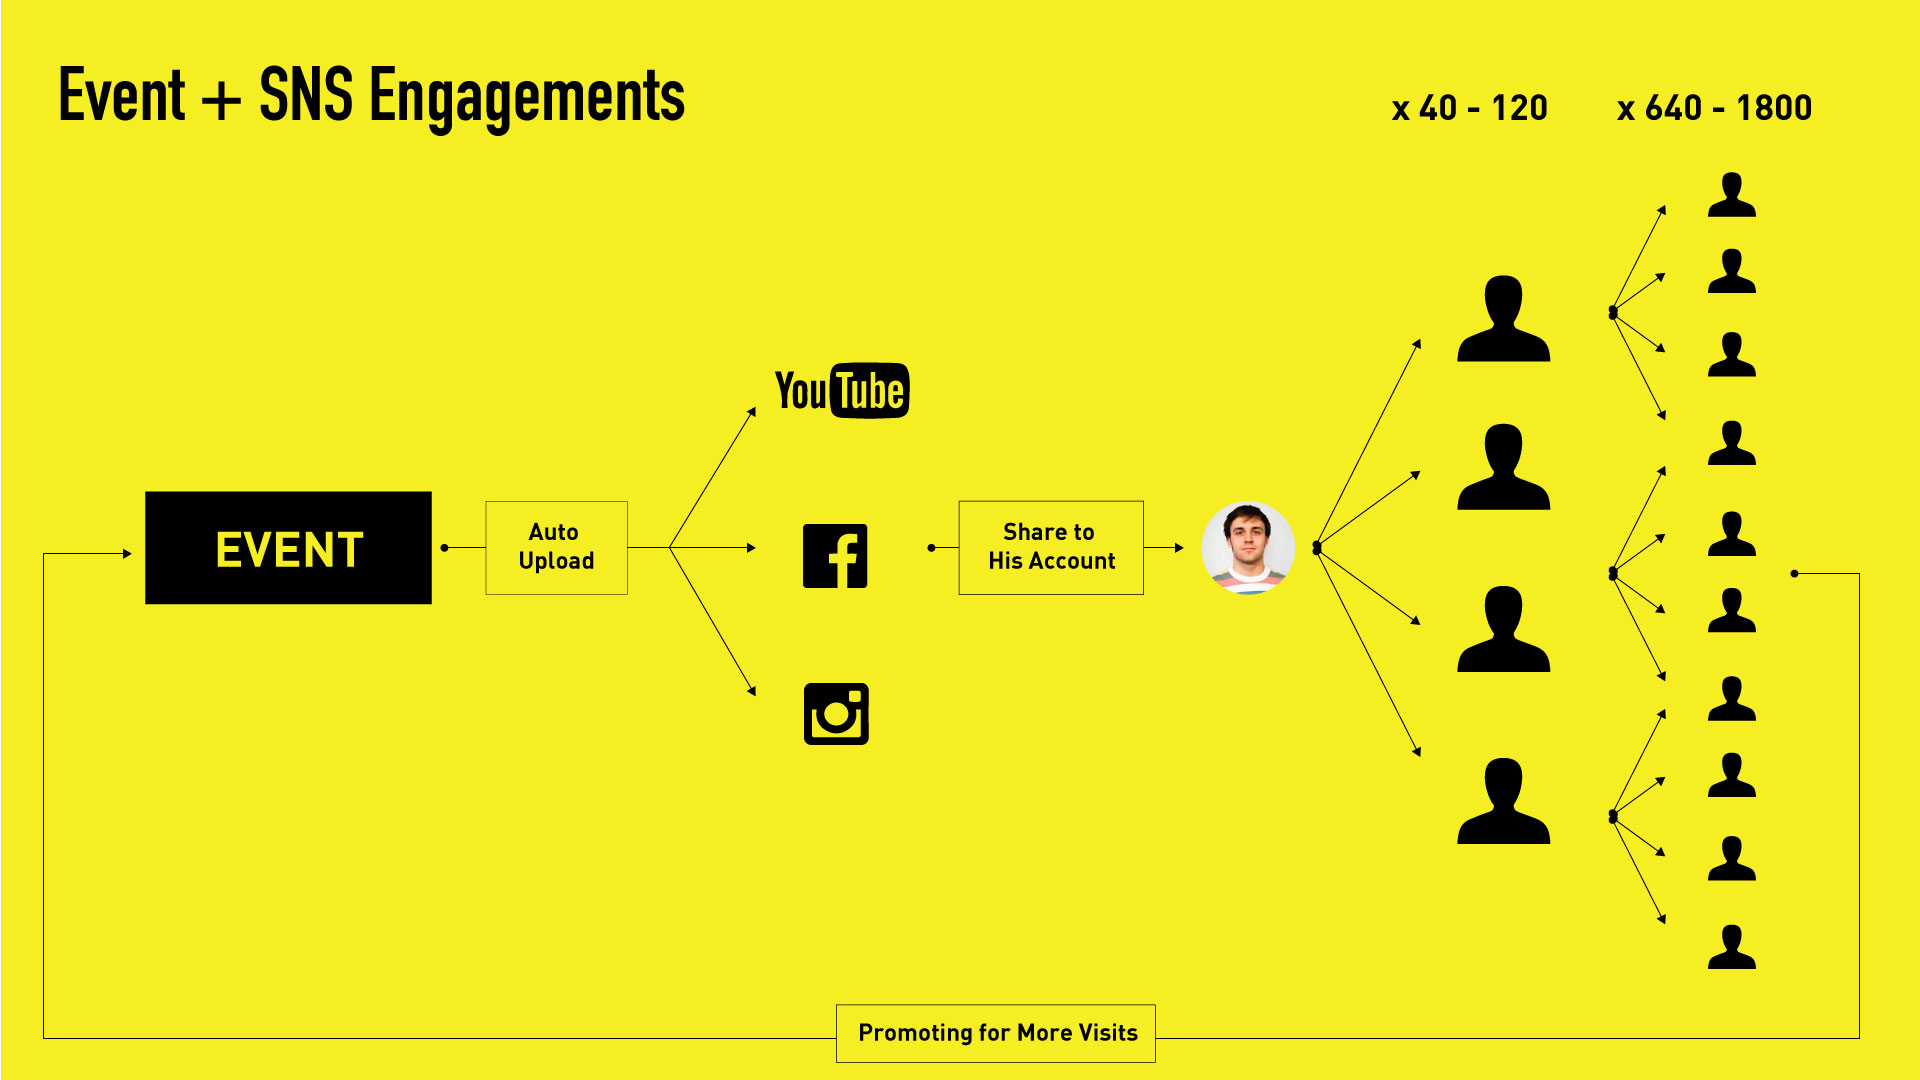 Event + SNS Engagements
x 40 - 120
x 640 - 1800
YouTube
EVENT
Auto
Upload
f
Share to
His Account
Promoting for More Visits